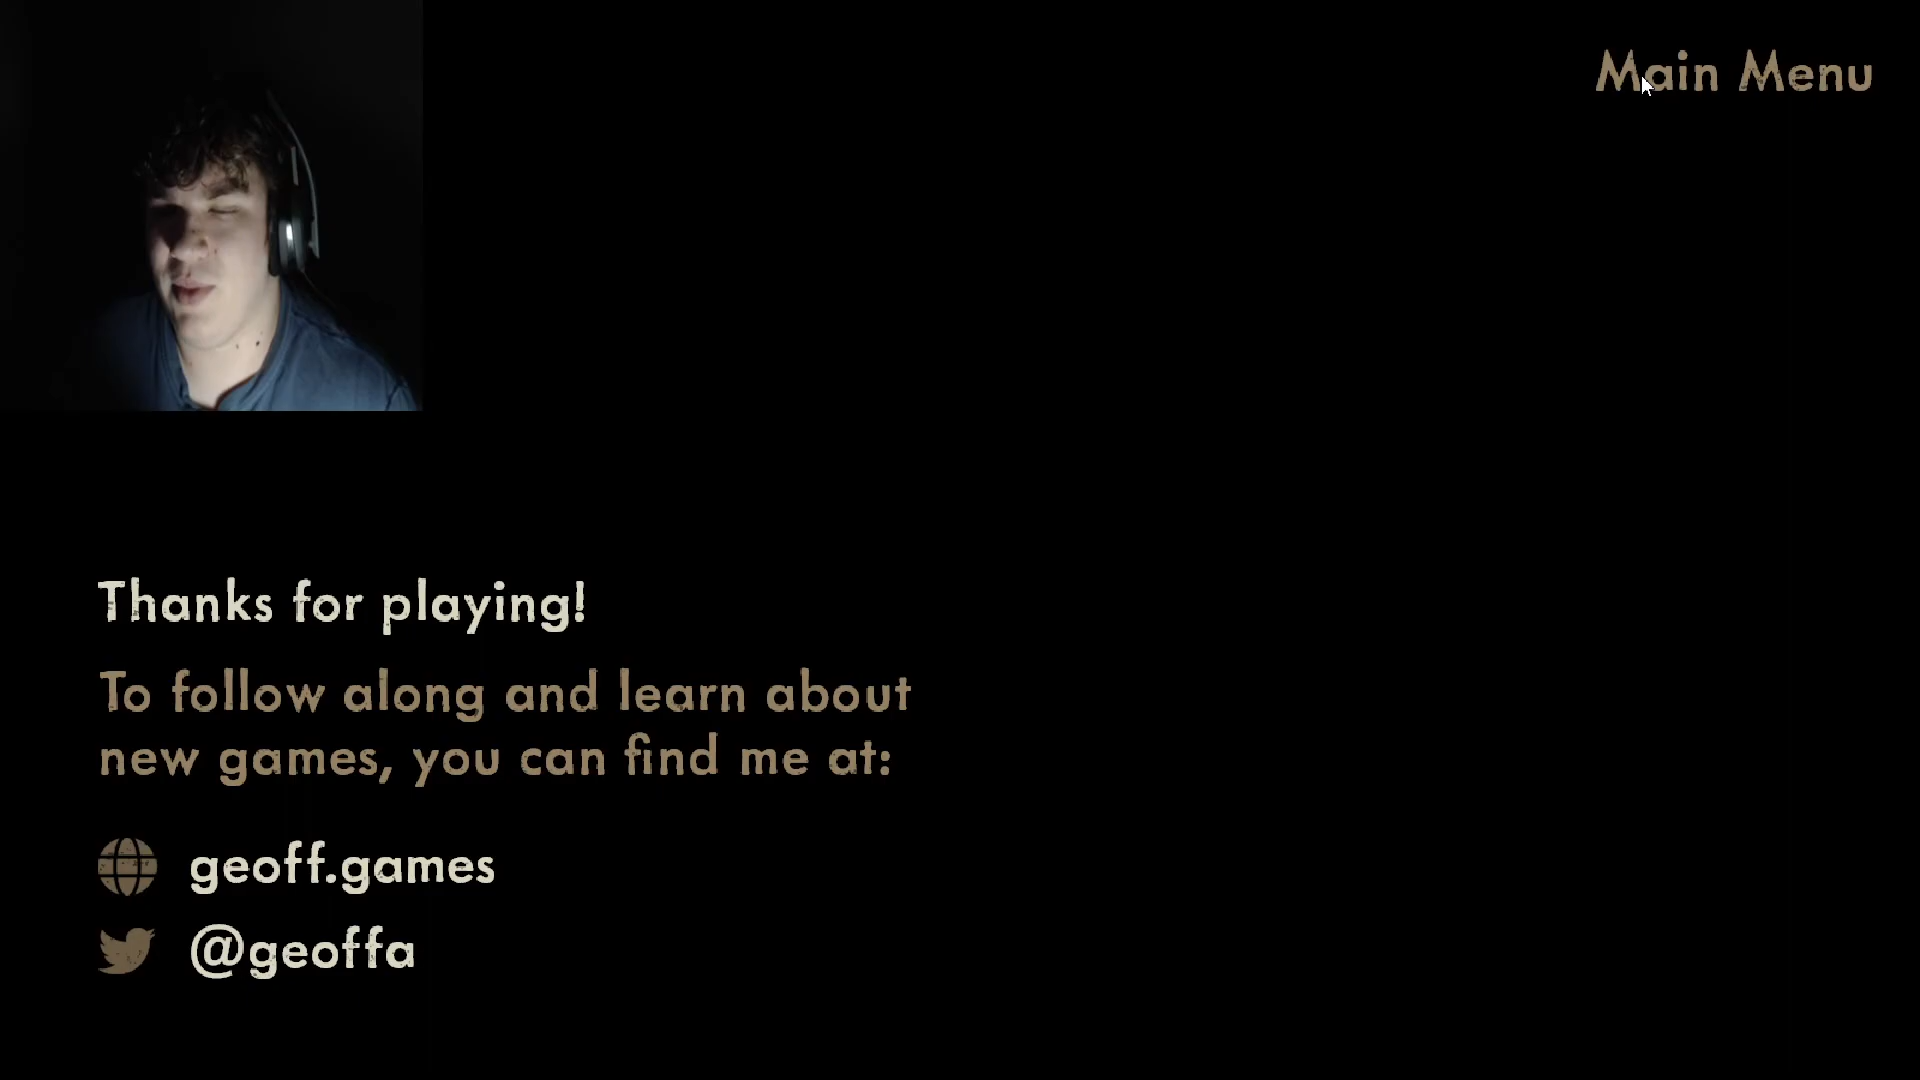 Main Menu
Thanks for playing!
To follow along and learn about
new games, you can find me at:
geoff.games
@geoffa